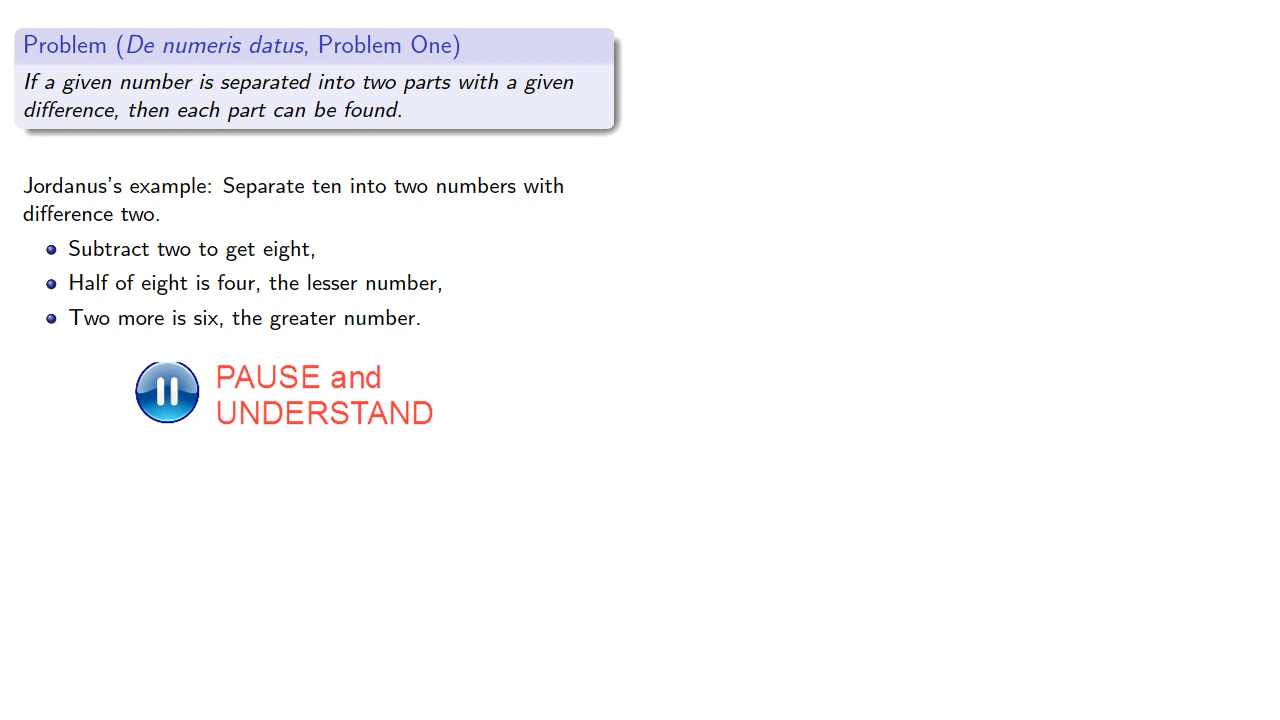 Problem (De numeris datus, Problem One)
If a given number is separated into two parts with a given
difference, then each part can be found.
Jordanus's example: Separate ten into two numbers with
difference two.
Subtract two to get eight,
Half of eight is four, the lesser number,
Two more is six, the greater number.
PAUSE and
UNDERSTAND